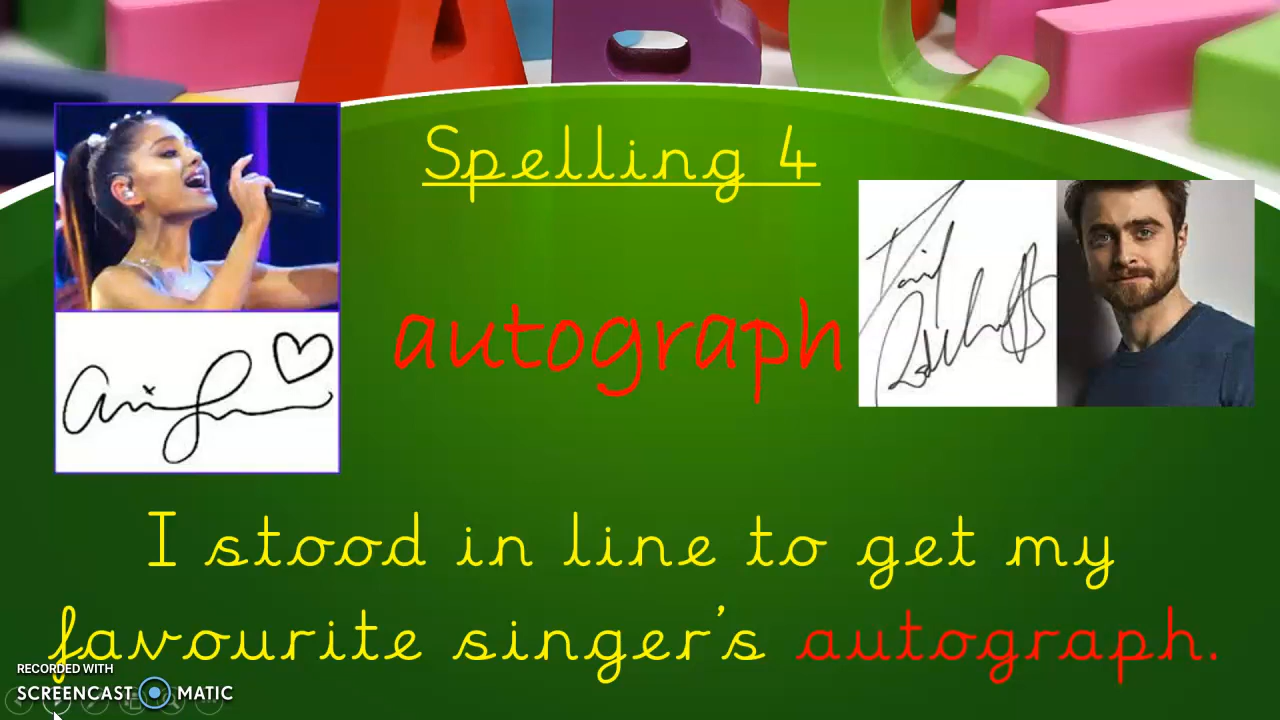 Spelling 4
autograph
I stood in line to get my
favourite singer's autograph.
RECORDED WITH
SCREENCAST MATIC